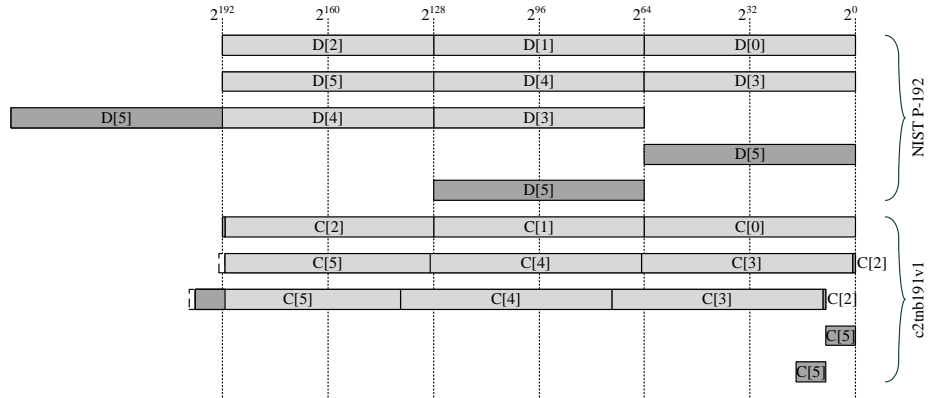 2^192 2^160 2^128 2^96 2^64 2^32 2^0
D[2] D[1] D[0]
D[5] D[4] D[3]
D[5] D[4] D[3]
D[5]
D[5]
NIST P-192
C[2] C[1] C[0]
C[5] C[4] C[3] C[2]
C[5] C[4] C[3] C[2]
C[5]
C[5]
c2tnb191v1